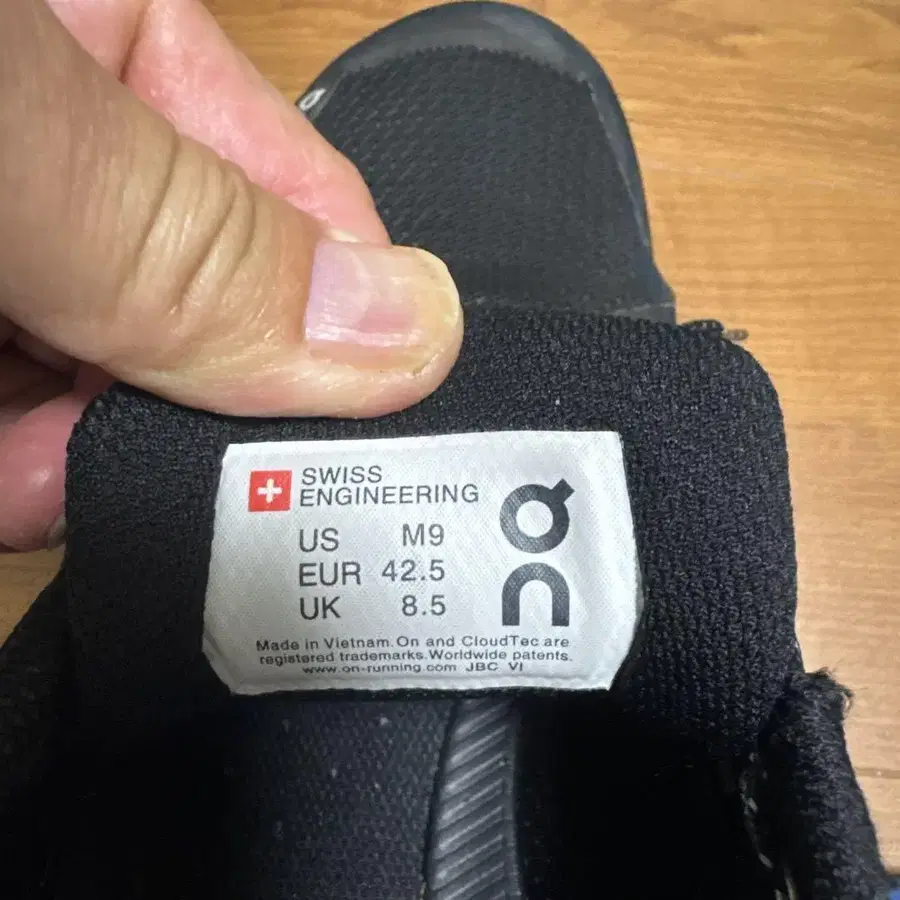 SWISS
ENGINEERING
US M9
EUR 42.5
UK 8.5
Made in Vietnam. On and CloudTec are
registered trademarks. Worldwide patents.
www.on-running.com JBC VI
On